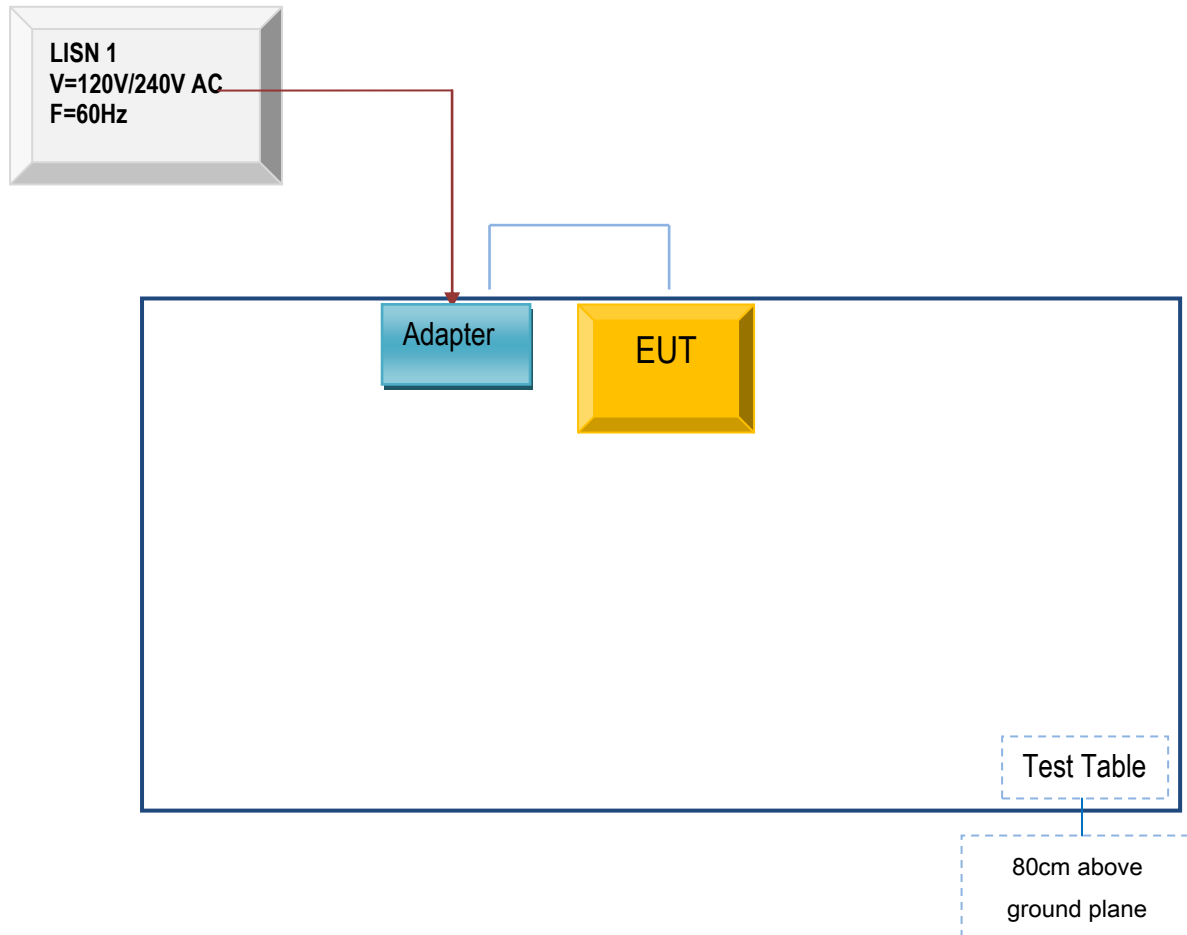 LISN 1
V=120V/240V AC
F=60Hz
Adapter
EUT
Test Table
80cm above
ground plane